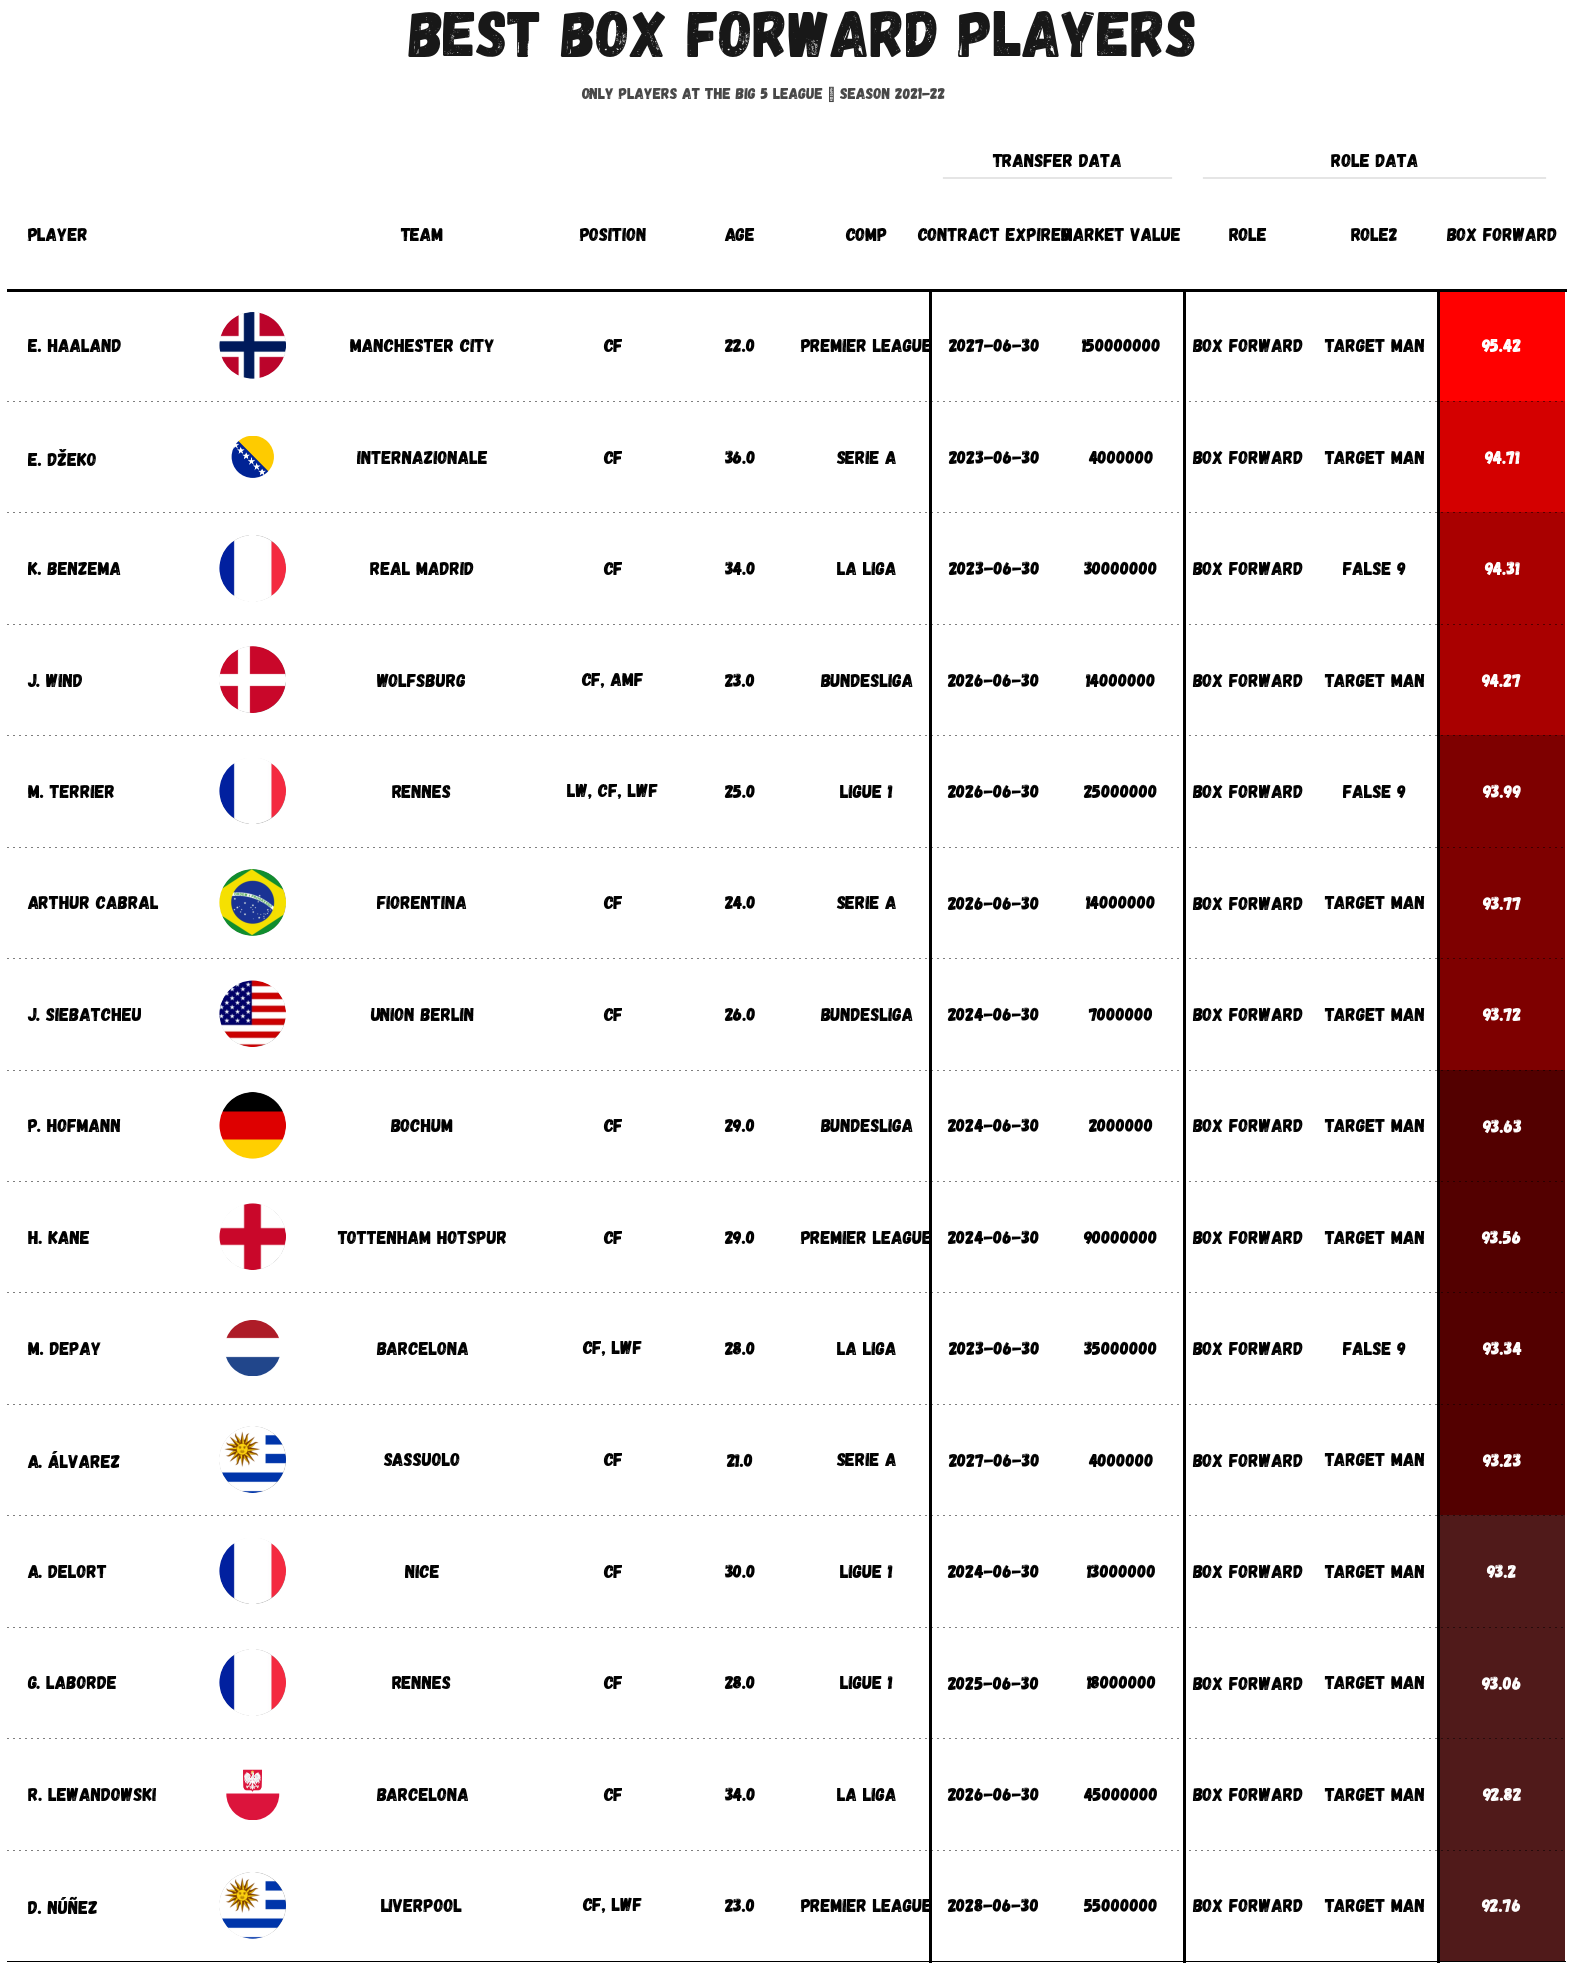 BEST BOX FORWARD PLAYERS
ONLY PLAYERS AT THE BIG 5 LEAGUE SEASON 2021-22
TRANSFER DATA ROLE DATA
PLAYER TEAM POSITION AGE COMP CONTRACT EXPIRES MARKET VALUE ROLE ROLE2 BOX FORWARD
E. HAALAND MANCHESTER CITY CF 22.0 PREMIER LEAGUE 2027-06-30 150000000 BOX FORWARD TARGET MAN 95.42
E. DŽEKO INTERNAZIONALE CF 36.0 SERIE A 2023-06-30 4000000 BOX FORWARD TARGET MAN 94.71
K. BENZEMA REAL MADRID CF 34.0 LA LIGA 2023-06-30 30000000 BOX FORWARD FALSE 9 94.31
J. WIND WOLFSBURG CF, AMF 23.0 BUNDESLIGA 2026-06-30 14000000 BOX FORWARD TARGET MAN 94.27
M. TERRIER RENNES LW, CF, LWF 25.0 LIGUE 1 2026-06-30 25000000 BOX FORWARD FALSE 9 93.99
ARTHUR CABRAL FIORENTINA CF 24.0 SERIE A 2026-06-30 14000000 BOX FORWARD TARGET MAN 93.77
J. SIEBATCHEU UNION BERLIN CF 26.0 BUNDESLIGA 2024-06-30 7000000 BOX FORWARD TARGET MAN 93.72
P. HOFMANN BOCHUM CF 29.0 BUNDESLIGA 2024-06-30 2000000 BOX FORWARD TARGET MAN 93.63
H. KANE TOTTENHAM HOTSPUR CF 29.0 PREMIER LEAGUE 2024-06-30 90000000 BOX FORWARD TARGET MAN 93.56
M. DEPAY BARCELONA CF, LWF 28.0 LA LIGA 2023-06-30 35000000 BOX FORWARD FALSE 9 93.34
A. ÁLVAREZ SASSUOLO CF 21.0 SERIE A 2027-06-30 4000000 BOX FORWARD TARGET MAN 93.23
A. DELORT NICE CF 30.0 LIGUE 1 2024-06-30 13000000 BOX FORWARD TARGET MAN 93.2
G. LABORDE RENNES CF 28.0 LIGUE 1 2025-06-30 18000000 BOX FORWARD TARGET MAN 93.06
R. LEWANDOWSKI BARCELONA CF 34.0 LA LIGA 2026-06-30 45000000 BOX FORWARD TARGET MAN 92.82
D. NÚÑEZ LIVERPOOL CF, LWF 23.0 PREMIER LEAGUE 2028-06-30 55000000 BOX FORWARD TARGET MAN 92.76